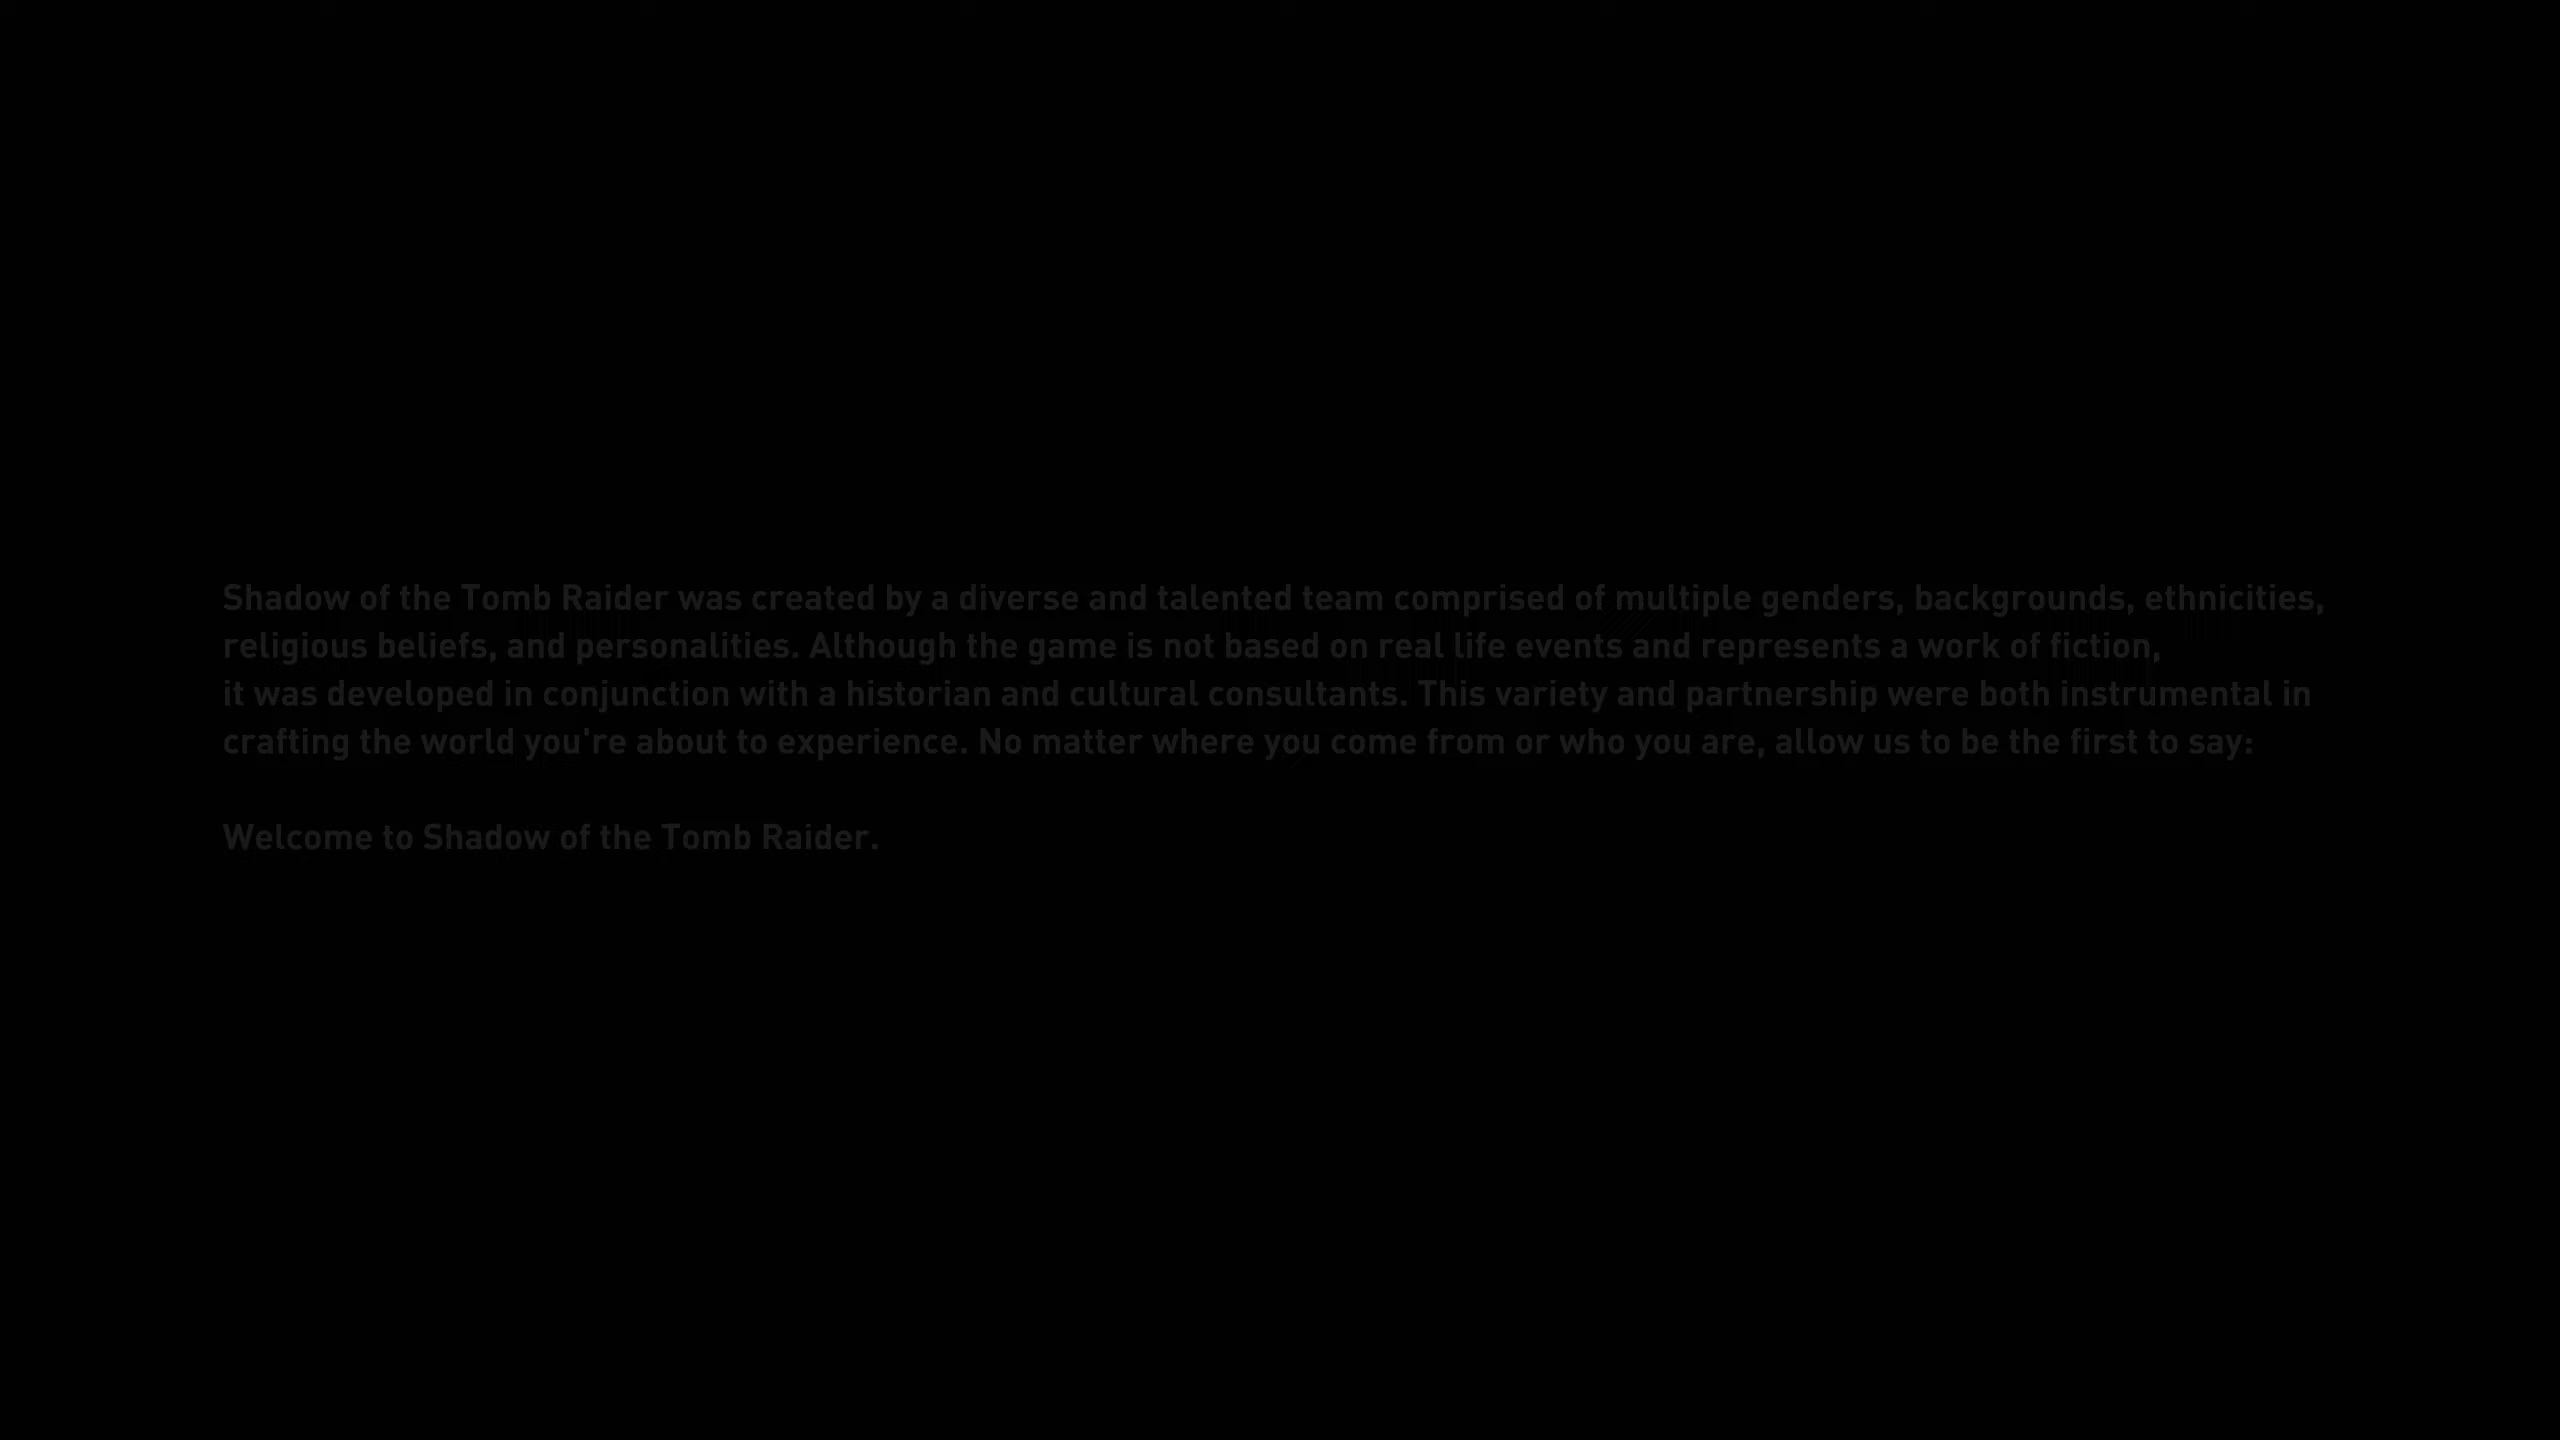 Shadow of the Tomb Raider was created by a diverse and talented team comprised of multiple genders, backgrounds, ethnicities,
religious beliefs, and personalities. Although the game is not based on real life events and represents a work of fiction,
it was developed in conjunction with a historian and cultural consultants. This variety and partnership were both instrumental in
crafting the world you're about to experience. No matter where you come from or who you are, allow us to be the first to say:
Welcome to Shadow of the Tomb Raider.